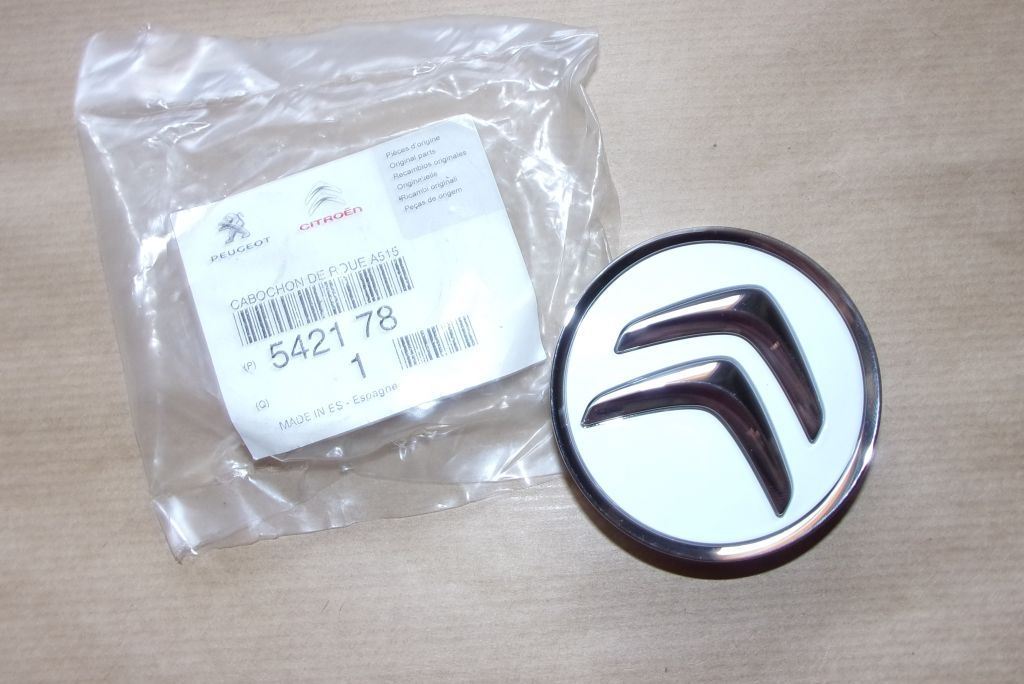 PEUGEOT
CITROËN
Pièces d'origine
Original parts
Recambios originales
Originalteile
Ricambi originali
Peças de origem
CABOCHON DE ROUE A515
(P) 5421 78
(Q) 1
MADE IN ES - Espagne